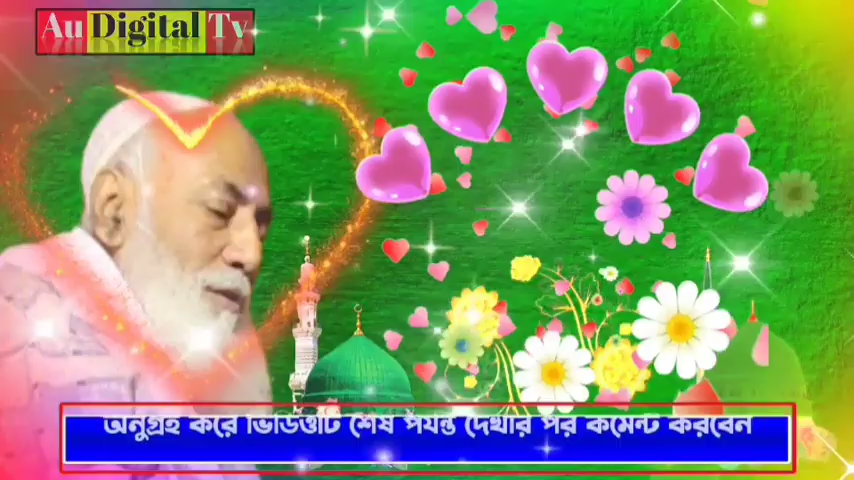 Au Digital Tv
অনুগ্রহ করে ভিডিওটি শেষ পর্যন্ত দেখার পর কমেন্ট করবেন